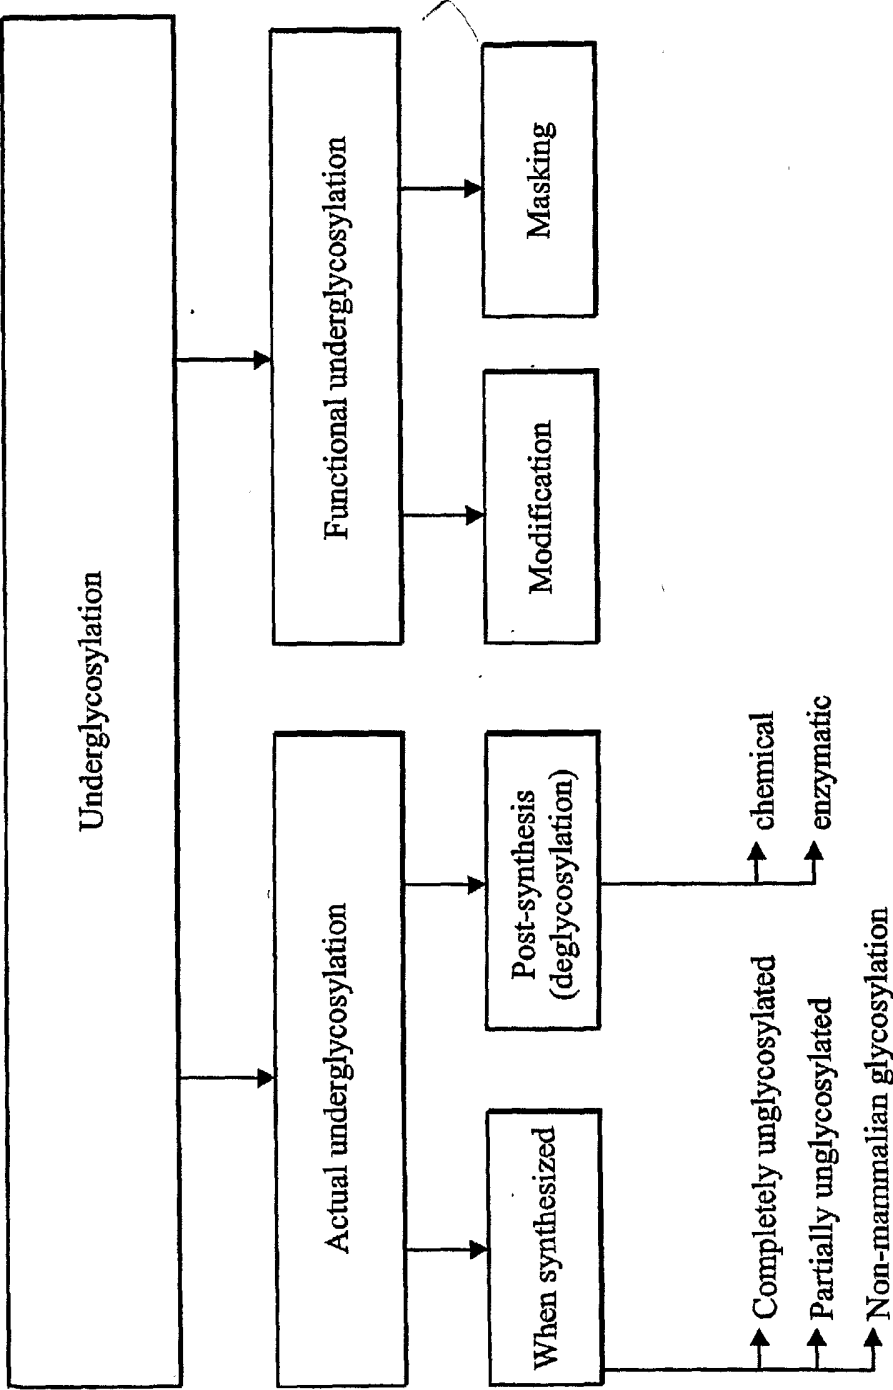 Underglycosylation
Actual underglycosylation
Functional underglycosylation
When synthesized
Post-synthesis
(deglycosylation)
Modification
Masking
Completely unglycosylated
Partially unglycosylated
Non-mammalian glycosylation
chemical
enzymatic